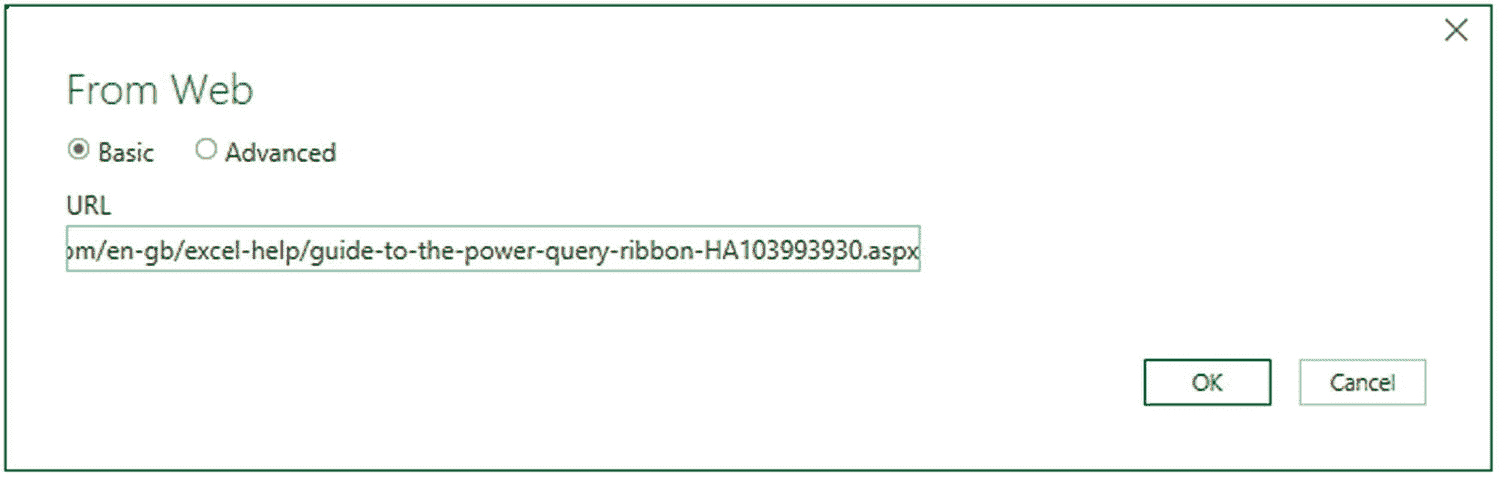 From Web
Basic Advanced
URL
om/en-gb/excel-help/guide-to-the-power-query-ribbon-HA103993930.aspx
OK Cancel